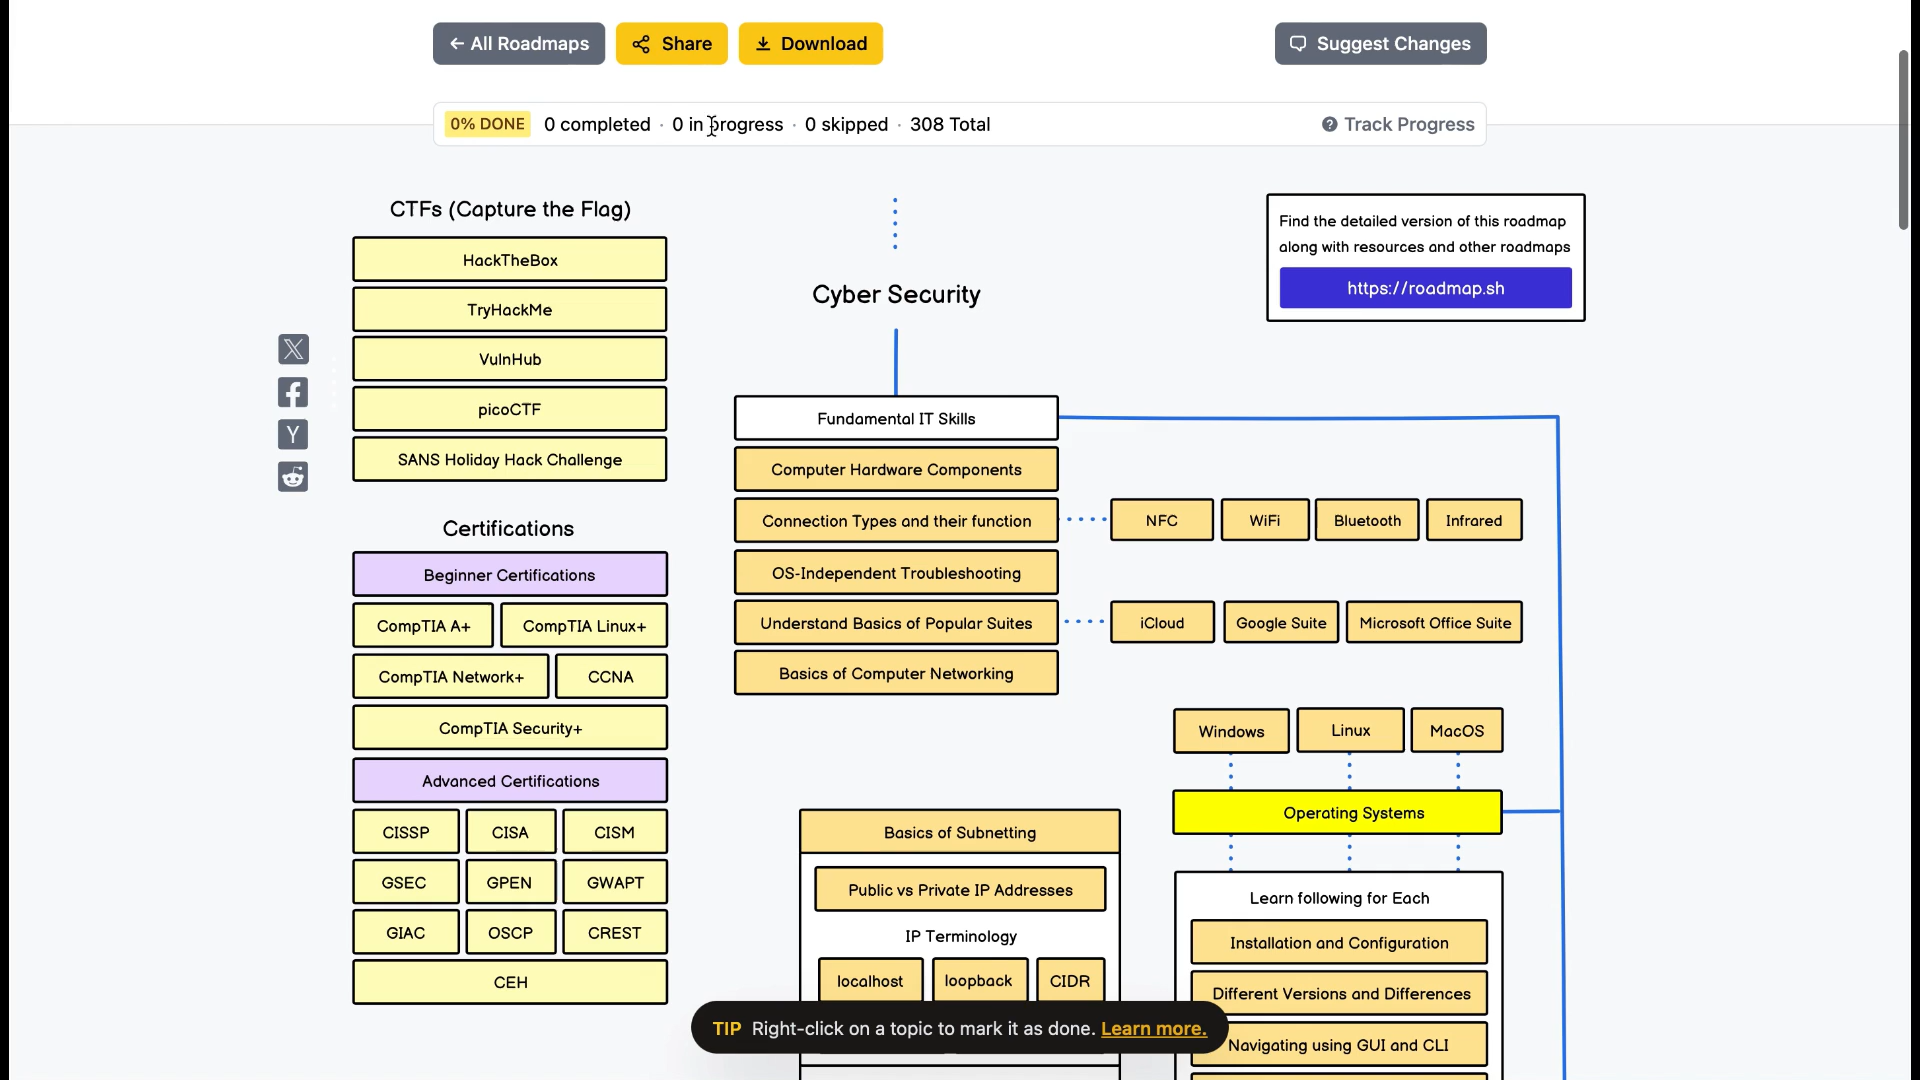 ← All Roadmaps
Share
Download
Suggest Changes
0% DONE 0 completed · 0 in progress · 0 skipped · 308 Total
Track Progress
CTFs (Capture the Flag)
HackTheBox
TryHackMe
VulnHub
picoCTF
SANS Holiday Hack Challenge
Certifications
Beginner Certifications
CompTIA A+
CompTIA Linux+
CompTIA Network+
CCNA
CompTIA Security+
Advanced Certifications
CISSP
CISA
CISM
GSEC
GPEN
GWAPT
GIAC
OSCP
CREST
CEH
Cyber Security
Fundamental IT Skills
Computer Hardware Components
Connection Types and their function
OS-Independent Troubleshooting
Understand Basics of Popular Suites
Basics of Computer Networking
Find the detailed version of this roadmap
along with resources and other roadmaps
https://roadmap.sh
NFC
WiFi
Bluetooth
Infrared
iCloud
Google Suite
Microsoft Office Suite
Windows
Linux
MacOS
Operating Systems
Learn following for Each
Installation and Configuration
Different Versions and Differences
Navigating using GUI and CLI
Basics of Subnetting
Public vs Private IP Addresses
IP Terminology
localhost
loopback
CIDR
TIP Right-click on a topic to mark it as done. Learn more.